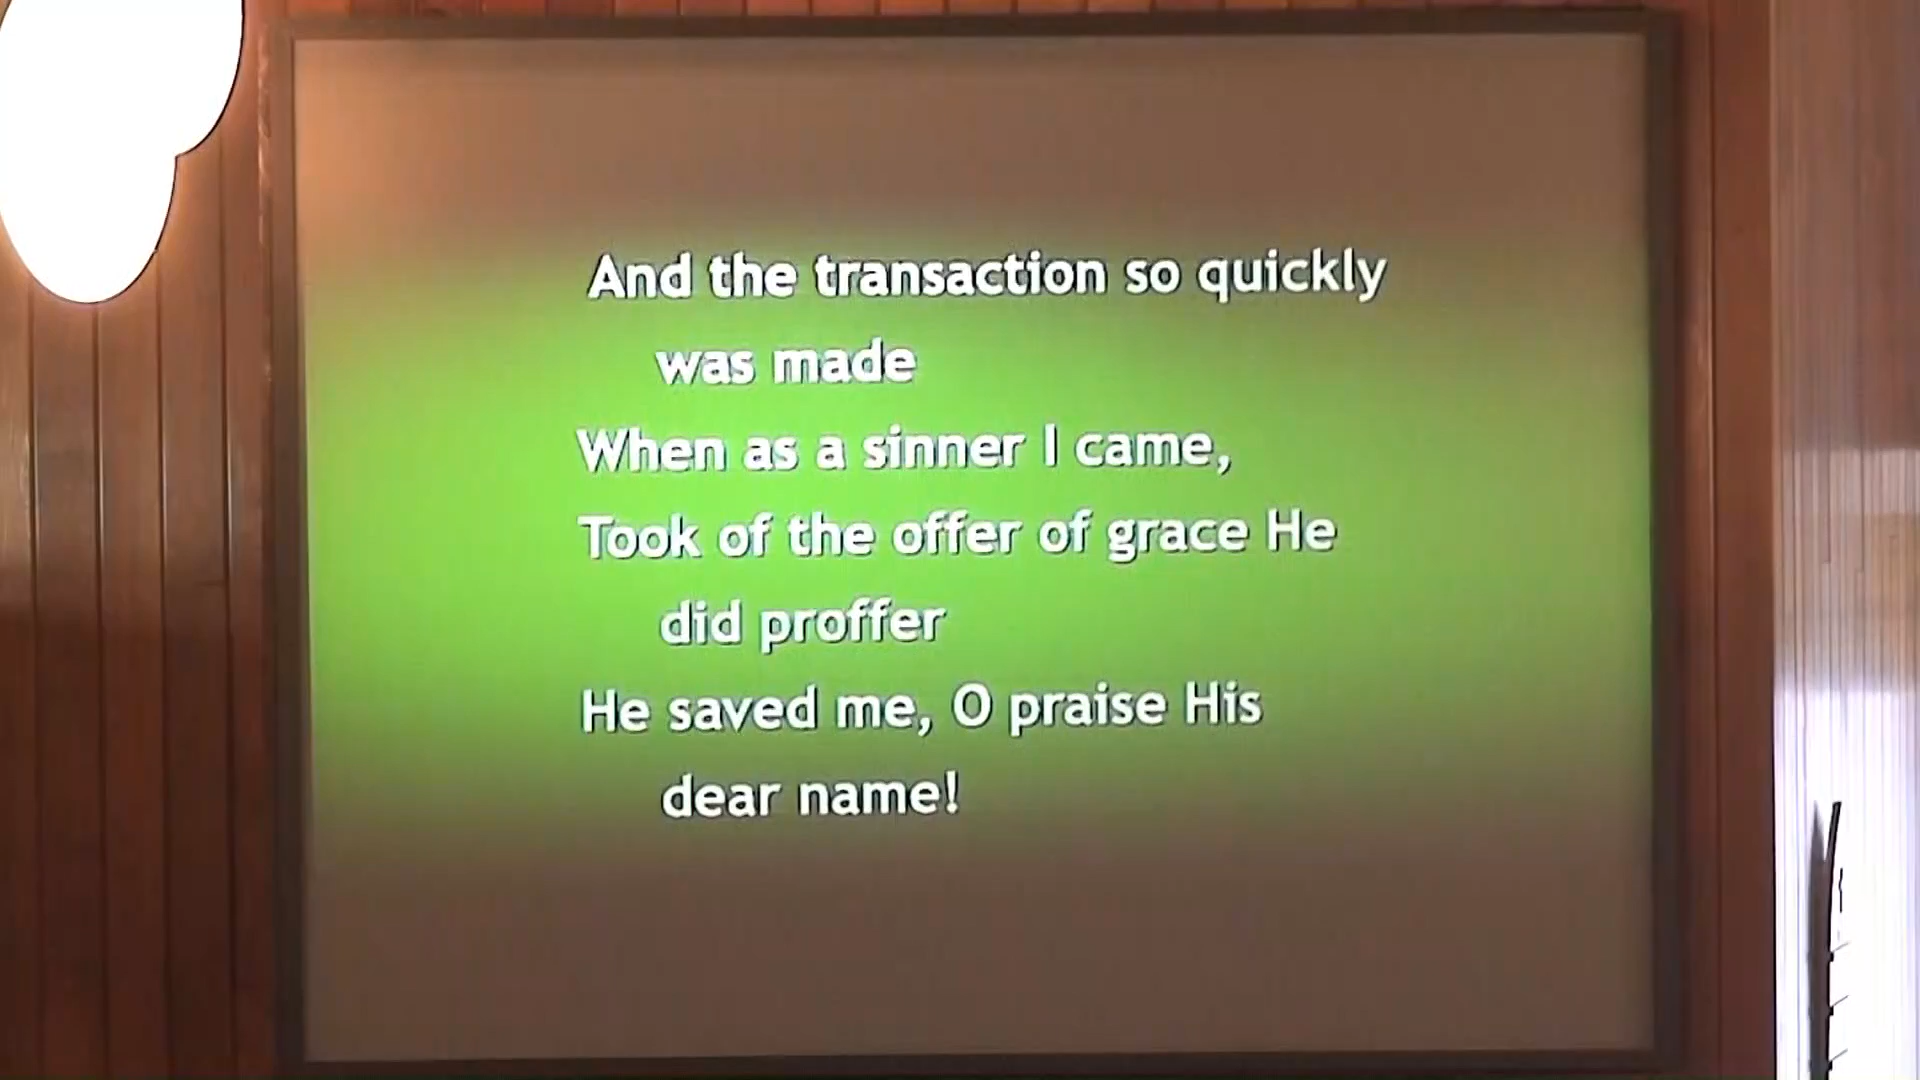 And the transaction so quickly
was made
When as a sinner I came,
Took of the offer of grace He
did proffer
He saved me, O praise His
dear name!